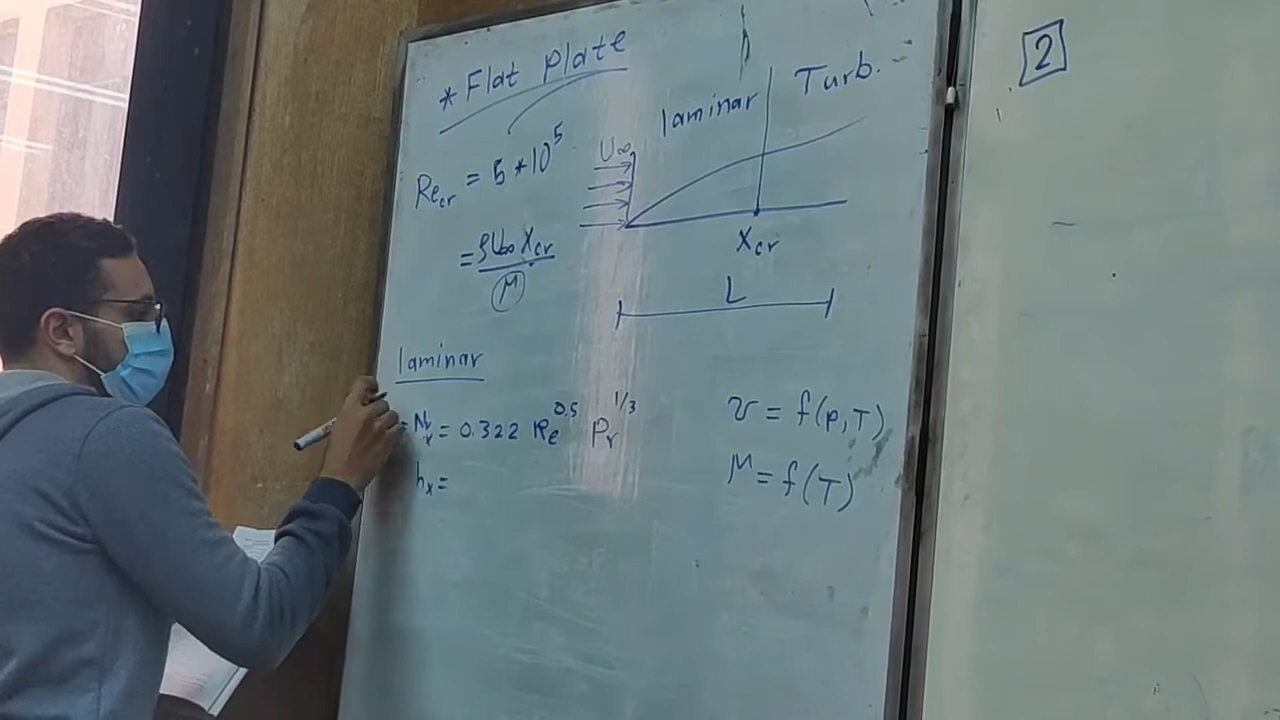 * Flat Plate
Re_cr = 5 * 10^5
= ρU∞ X_cr / μ
U∞
laminar
Turb.
X_cr
L
laminar
Nu_x = 0.322 Re^0.5 Pr^1/3
h_x =
ν = f(p,T)
μ = f(T)
2